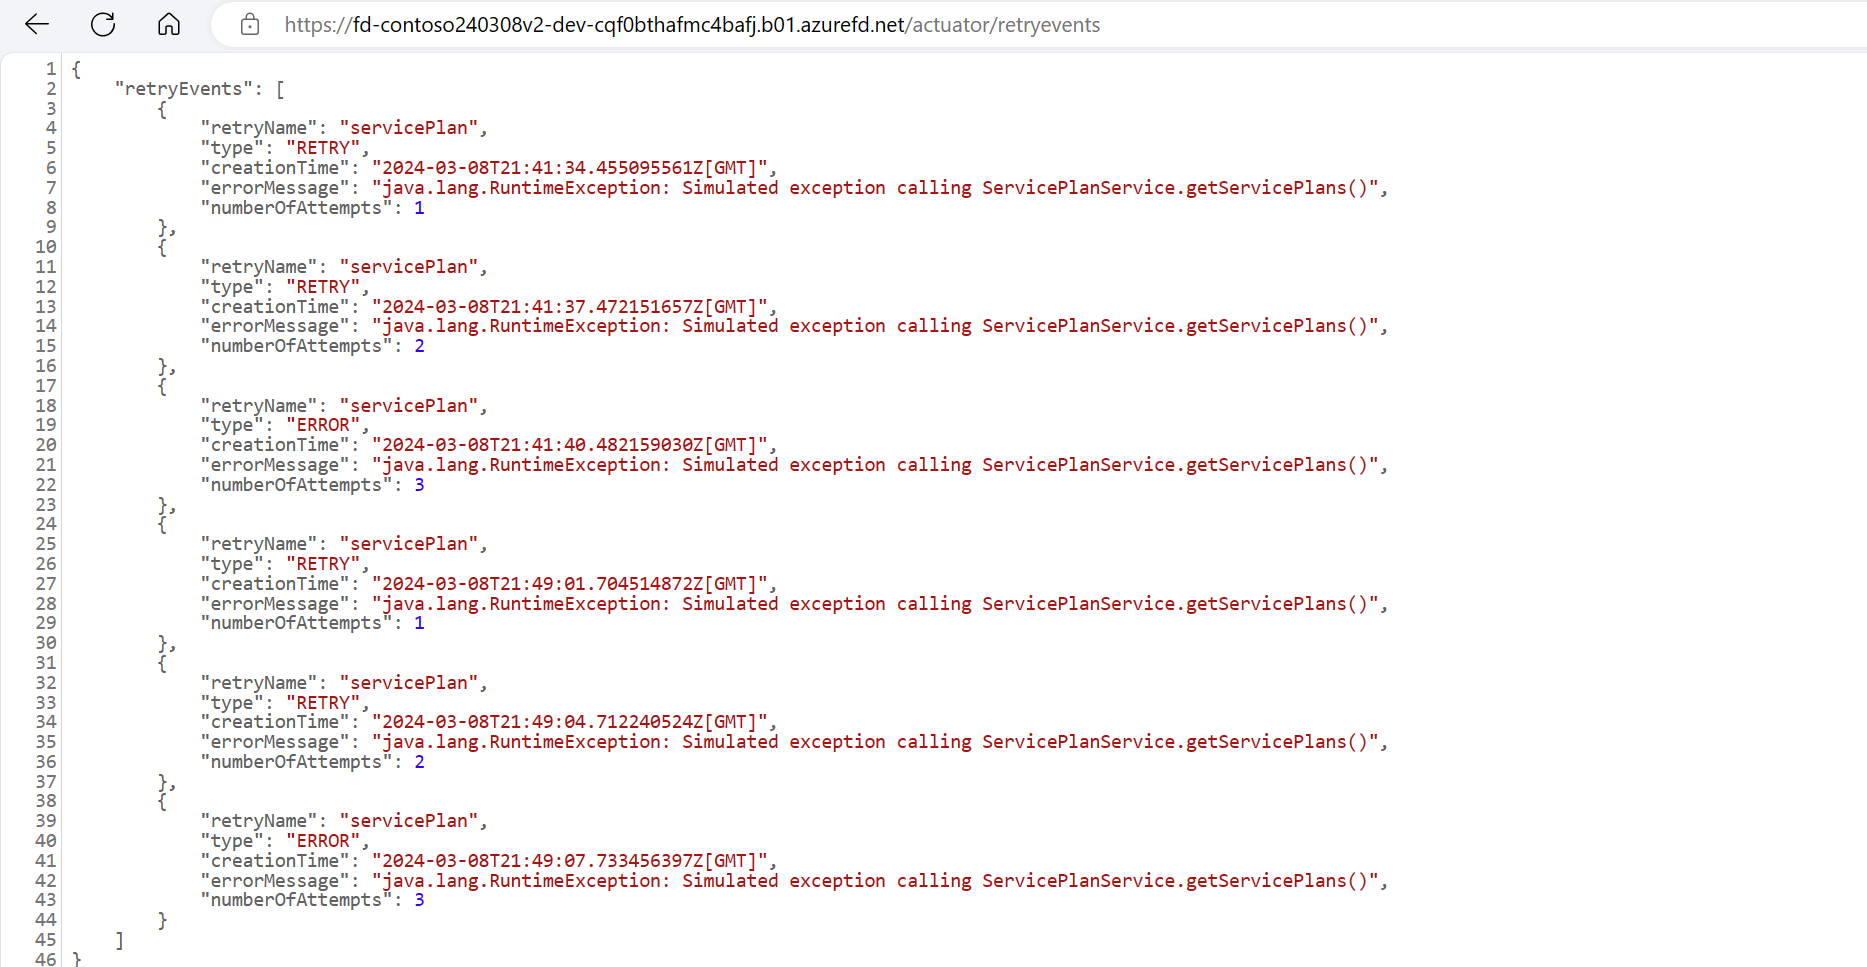 https://fd-contoso240308v2-dev-cqf0bthafmc4bafj.b01.azurefd.net/actuator/retryevents
1 {
2     "retryEvents": [
3         {
4             "retryName": "servicePlan",
5             "type": "RETRY",
6             "creationTime": "2024-03-08T21:41:34.455095561Z[GMT]",
7             "errorMessage": "java.lang.RuntimeException: Simulated exception calling ServicePlanService.getServicePlans()",
8             "numberOfAttempts": 1
9         },
10         {
11             "retryName": "servicePlan",
12             "type": "RETRY",
13             "creationTime": "2024-03-08T21:41:37.472151657Z[GMT]",
14             "errorMessage": "java.lang.RuntimeException: Simulated exception calling ServicePlanService.getServicePlans()",
15             "numberOfAttempts": 2
16         },
17         {
18             "retryName": "servicePlan",
19             "type": "ERROR",
20             "creationTime": "2024-03-08T21:41:40.482159030Z[GMT]",
21             "errorMessage": "java.lang.RuntimeException: Simulated exception calling ServicePlanService.getServicePlans()",
22             "numberOfAttempts": 3
23         },
24         {
25             "retryName": "servicePlan",
26             "type": "RETRY",
27             "creationTime": "2024-03-08T21:49:01.704514872Z[GMT]",
28             "errorMessage": "java.lang.RuntimeException: Simulated exception calling ServicePlanService.getServicePlans()",
29             "numberOfAttempts": 1
30         },
31         {
32             "retryName": "servicePlan",
33             "type": "RETRY",
34             "creationTime": "2024-03-08T21:49:04.712240524Z[GMT]",
35             "errorMessage": "java.lang.RuntimeException: Simulated exception calling ServicePlanService.getServicePlans()",
36             "numberOfAttempts": 2
37         },
38         {
39             "retryName": "servicePlan",
40             "type": "ERROR",
41             "creationTime": "2024-03-08T21:49:07.733456397Z[GMT]",
42             "errorMessage": "java.lang.RuntimeException: Simulated exception calling ServicePlanService.getServicePlans()",
43             "numberOfAttempts": 3
44         }
45     ]
46 }